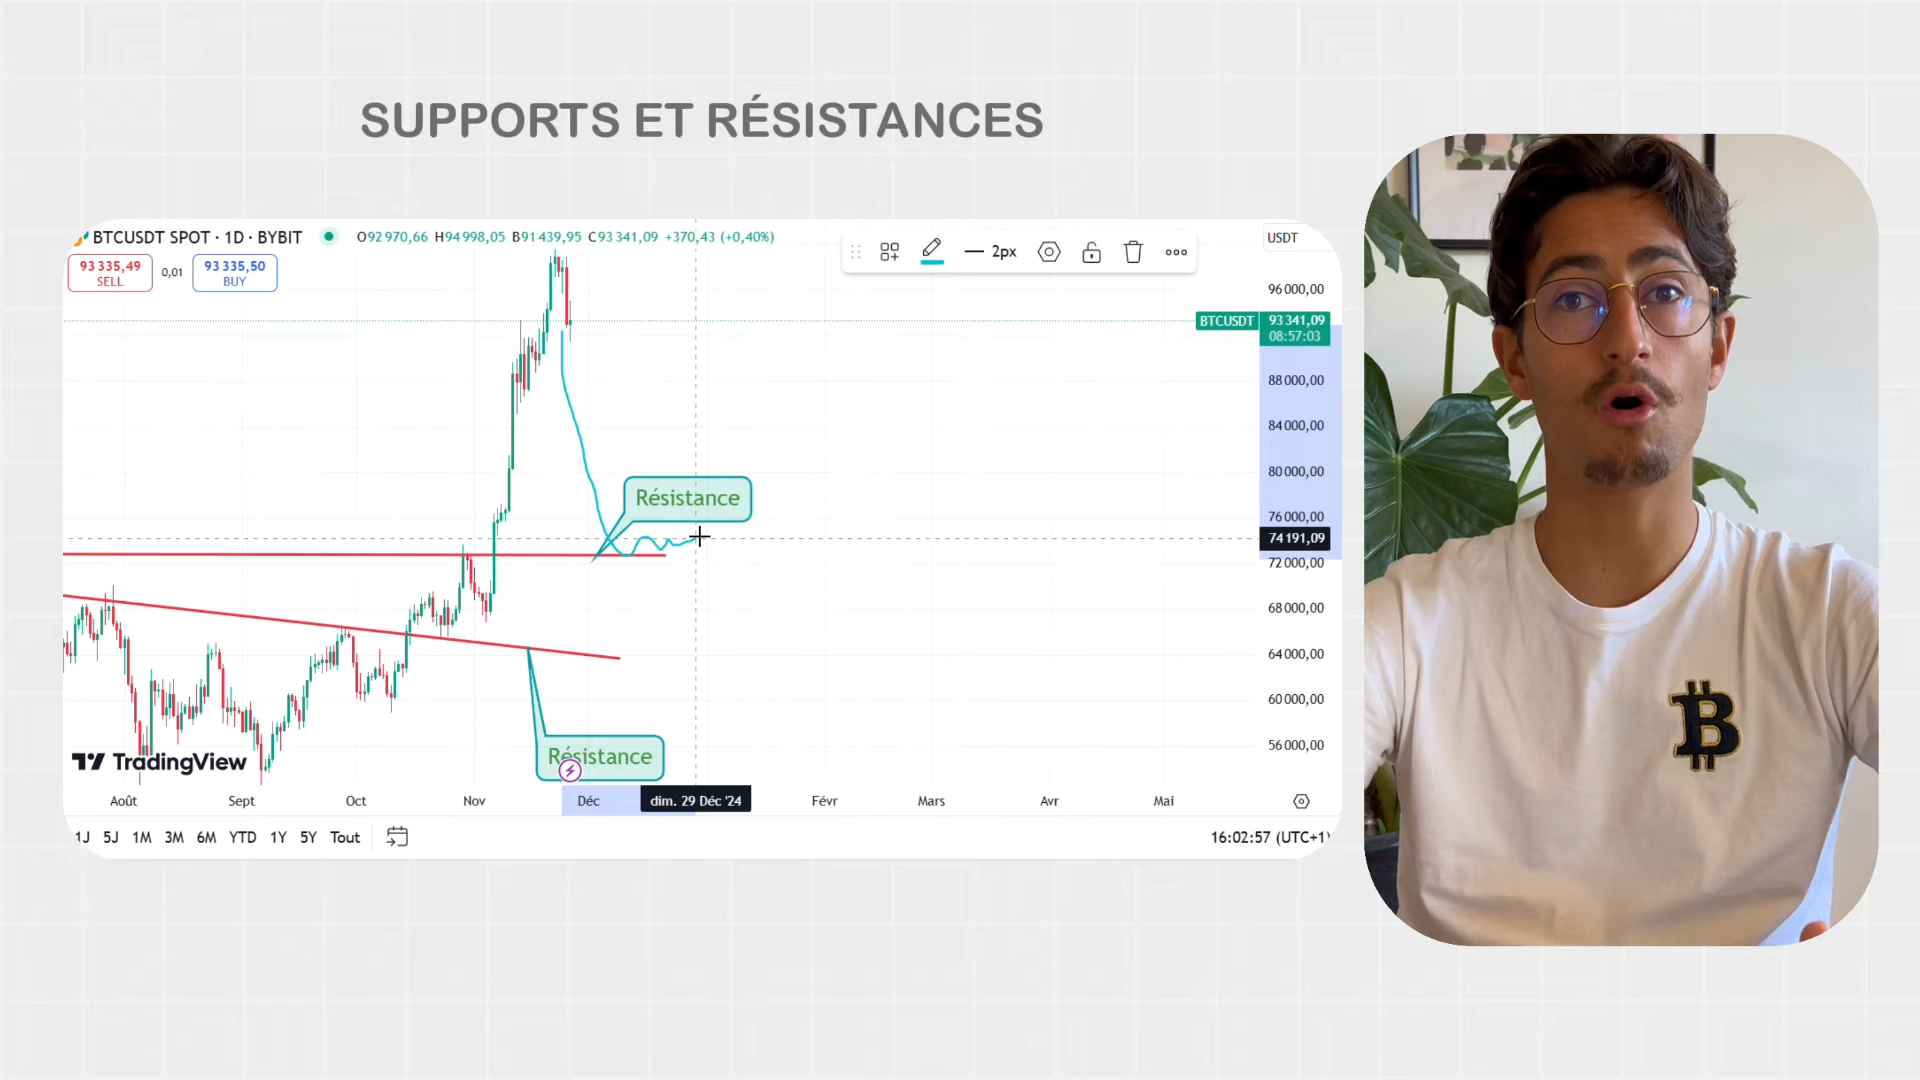 SUPPORTS ET RÉSISTANCES
BTCUSDT SPOT · 1D · BYBIT
O92 970,66 H94 998,05 B91 439,95 C93 341,09 +370,43 (+0,40%)
93 335,49
SELL
0,01
93 335,50
BUY
2px
USDT
96 000,00
BTCUSDT 93 341,09
08:57:03
88 000,00
84 000,00
80 000,00
Résistance
76 000,00
74 191,09
72 000,00
68 000,00
64 000,00
60 000,00
56 000,00
Résistance
TradingView
Août Sept Oct Nov Déc dim. 29 Déc '24 Févr Mars Avr Mai
1J 5J 1M 3M 6M YTD 1Y 5Y Tout
16:02:57 (UTC+1)